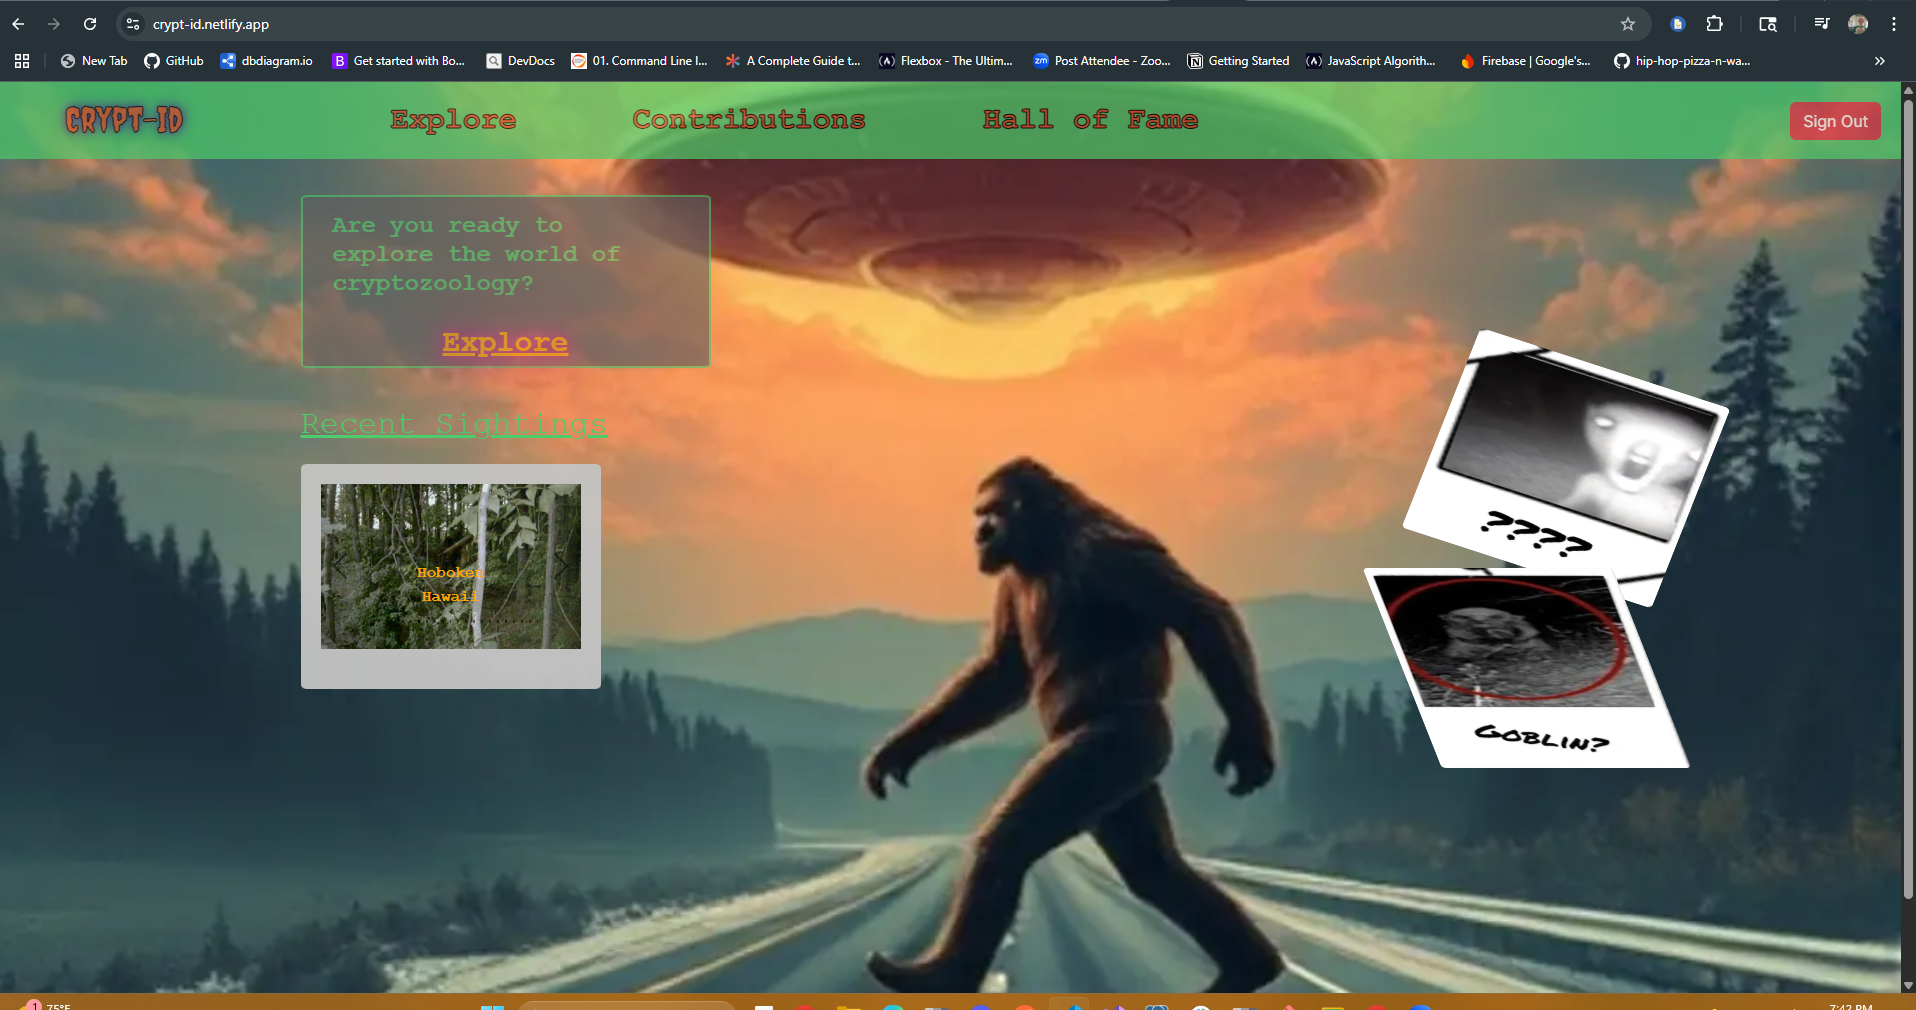 crypt-id.netlify.app
New Tab
GitHub
dbdiagram.io
Get started with Bo...
DevDocs
01. Command Line I...
A Complete Guide t...
Flexbox - The Ultim...
Post Attendee - Zoo...
Getting Started
JavaScript Algorith...
Firebase | Google's...
hip-hop-pizza-n-wa...
CRYPT-ID
Explore
Contributions
Hall of Fame
Sign Out
Are you ready to
explore the world of
cryptozoology?
Explore
Recent Sightings
Hoboken
Hawaii
????
GOBLIN?
1
75°F
7:42 PM